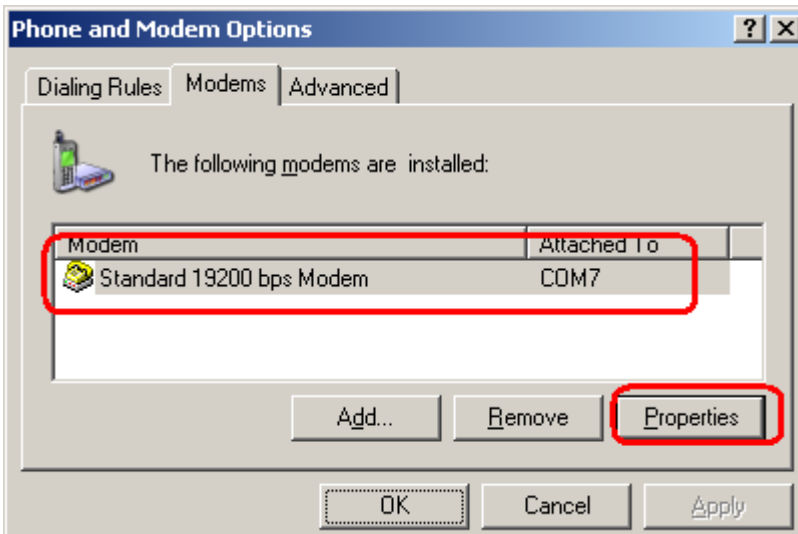 Phone and Modem Options
Dialing Rules Modems Advanced
The following modems are installed:
Modem Attached To
Standard 19200 bps Modem COM7
Add... Remove Properties
OK Cancel Apply